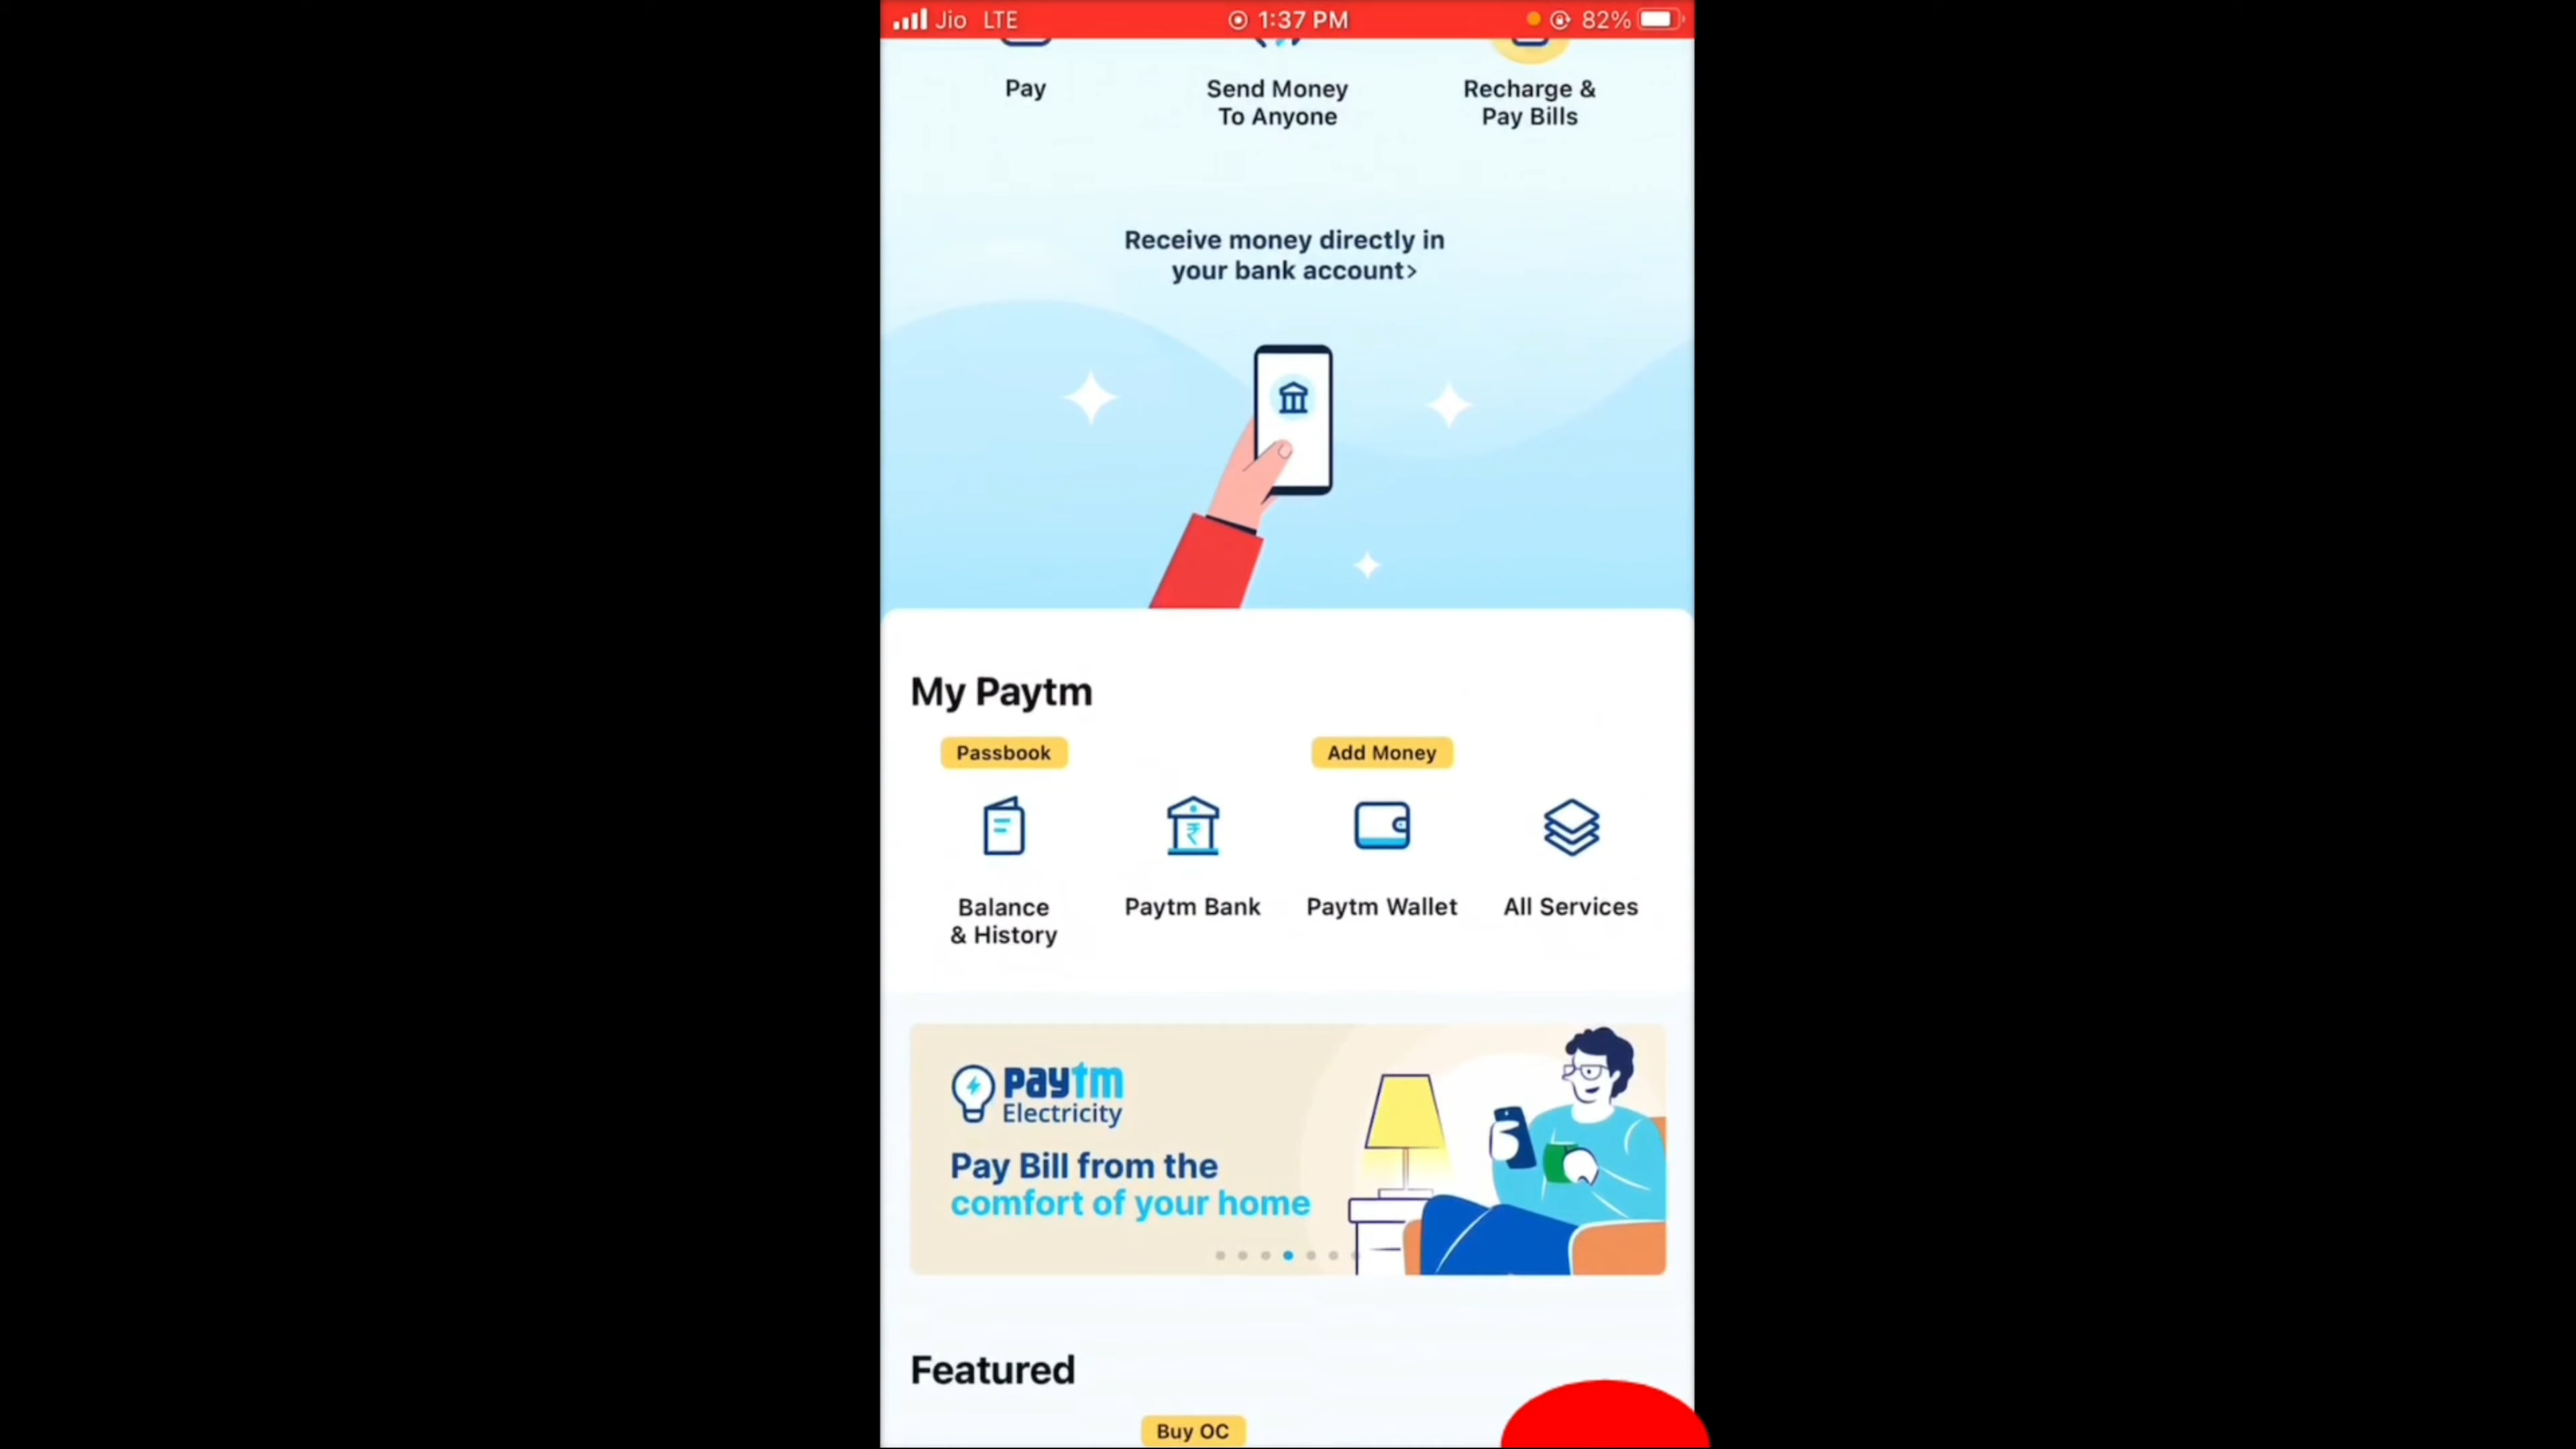 Jio LTE 1:37 PM 82%
Pay
Send Money
To Anyone
Recharge &
Pay Bills
Receive money directly in
your bank account>
My Paytm
Passbook
Add Money
Balance
& History
Paytm Bank
Paytm Wallet
All Services
paytm
Electricity
Pay Bill from the
comfort of your home
Featured
Buy OC